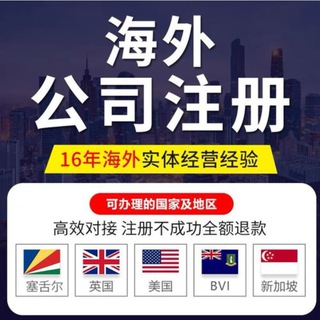 海外
公司注册
16年海外实体经营经验
可办理的国家及地区
高效对接 注册不成功全额退款
塞舌尔 英国 美国 BVI 新加坡